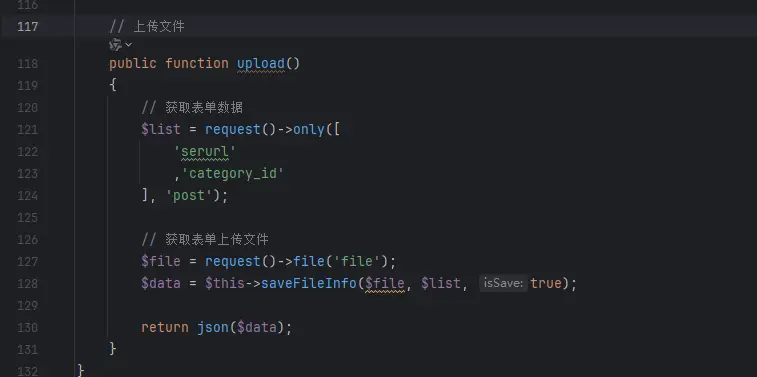 116
117 // 上传文件
118 public function upload()
119 {
120 // 获取表单数据
121 $list = request()->only([
122 'serurl'
123 ,'category_id'
124 ], 'post');
125
126 // 获取表单上传文件
127 $file = request()->file('file');
128 $data = $this->saveFileInfo($file, $list, isSave: true);
129
130 return json($data);
131 }
132 }